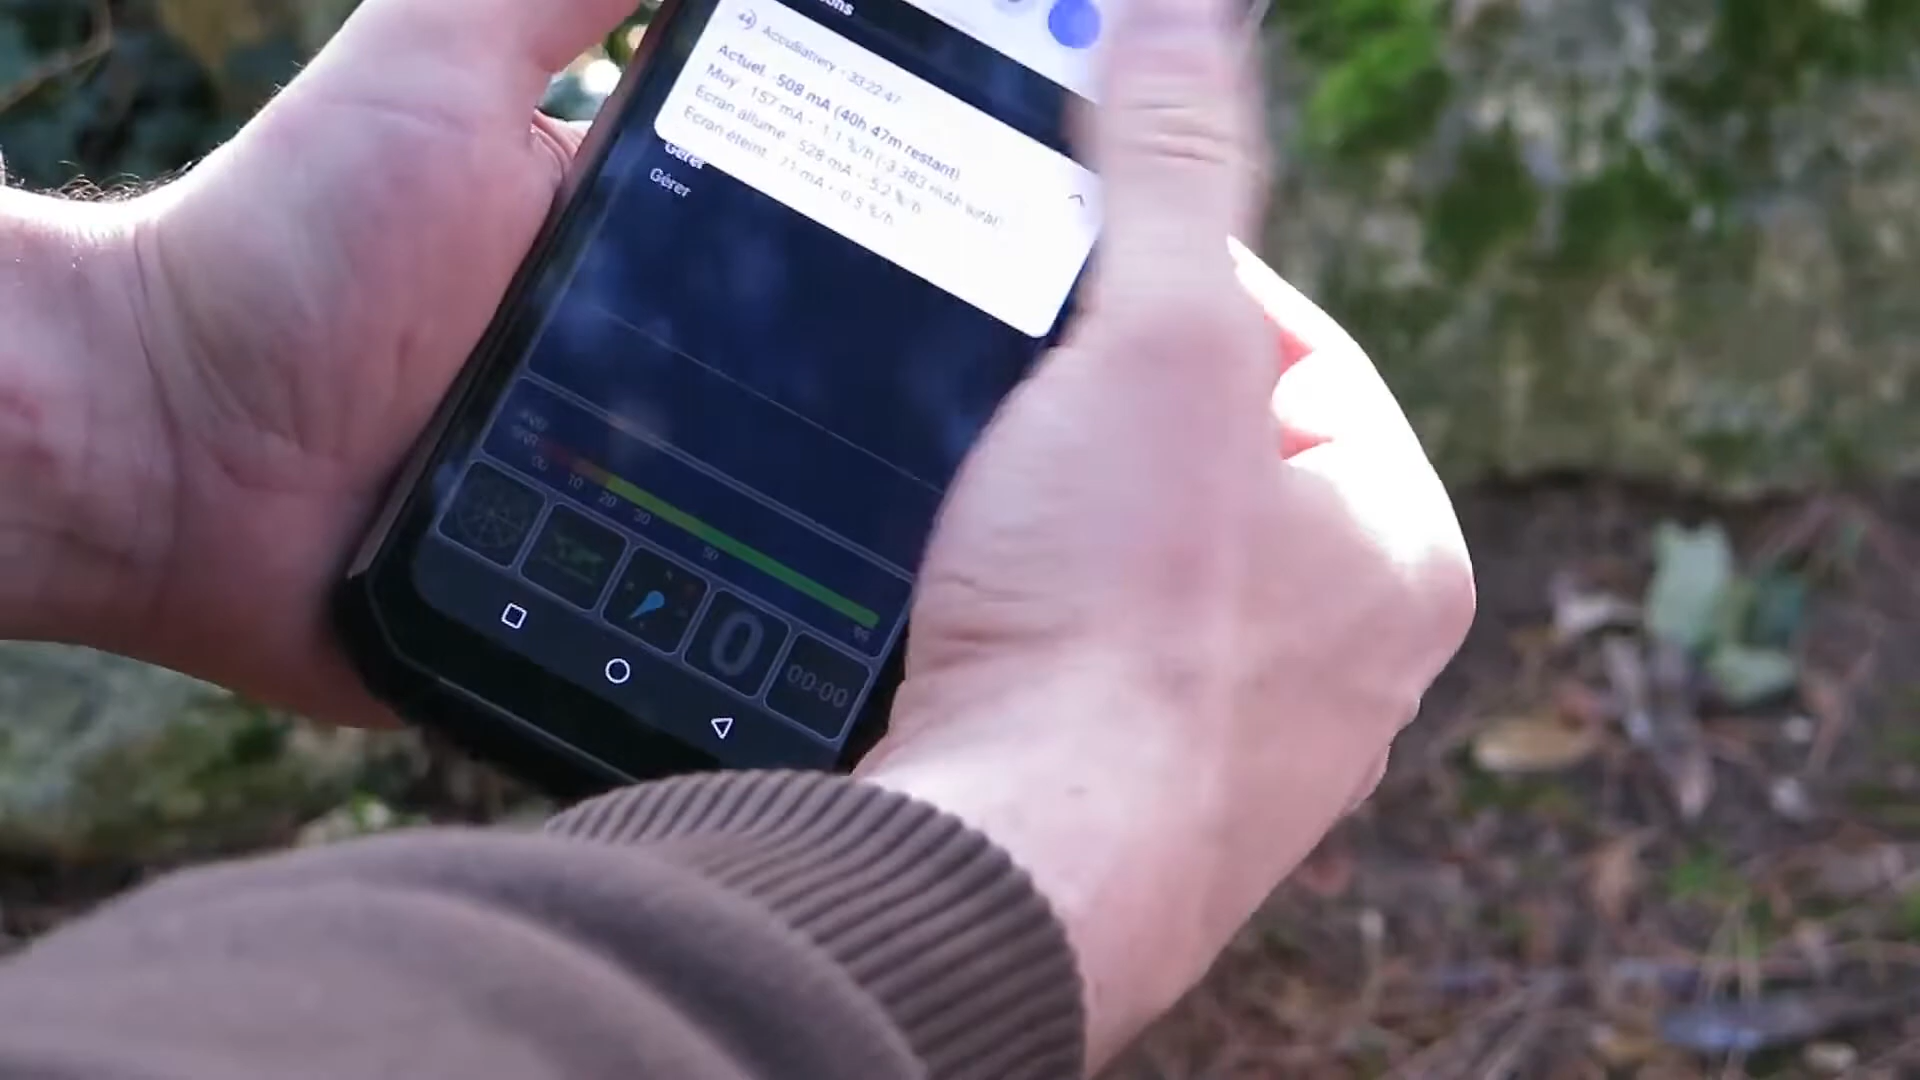 AccuBattery · 33:22:47
Actuel. -508 mA (40h 47m restant)
Moy. -157 mA -1.1 %/h (-3 383 mAh total)
Écran allumé. -528 mA -5.2 %/h
Écran éteint. -71 mA -0.5 %/h
Gérer
Gérer
00 10 20 30 50 99
0 00:00